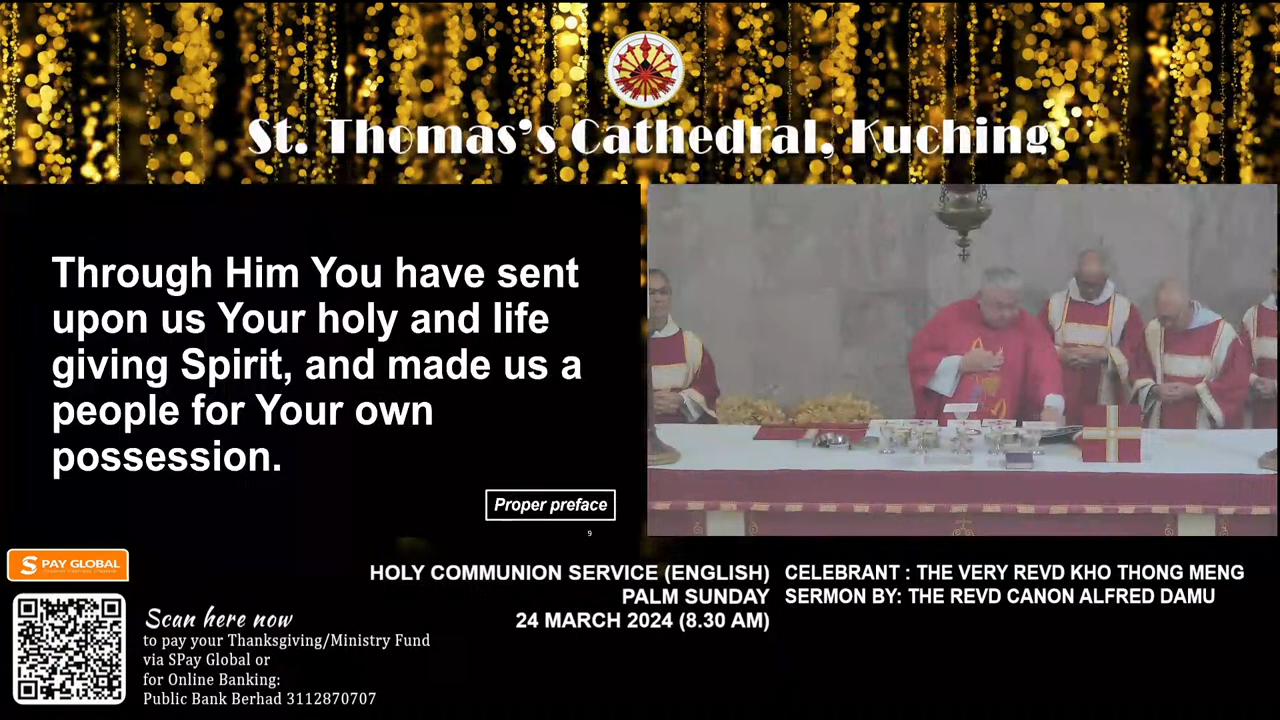 St. Thomas's Cathedral, Kuching
Through Him You have sent
upon us Your holy and life
giving Spirit, and made us a
people for Your own
possession.
Proper preface
9
S PAY GLOBAL
Scan here now
to pay your Thanksgiving/Ministry Fund
via SPay Global or
for Online Banking:
Public Bank Berhad 3112870707
HOLY COMMUNION SERVICE (ENGLISH)
PALM SUNDAY
24 MARCH 2024 (8.30 AM)
CELEBRANT : THE VERY REVD KHO THONG MENG
SERMON BY: THE REVD CANON ALFRED DAMU